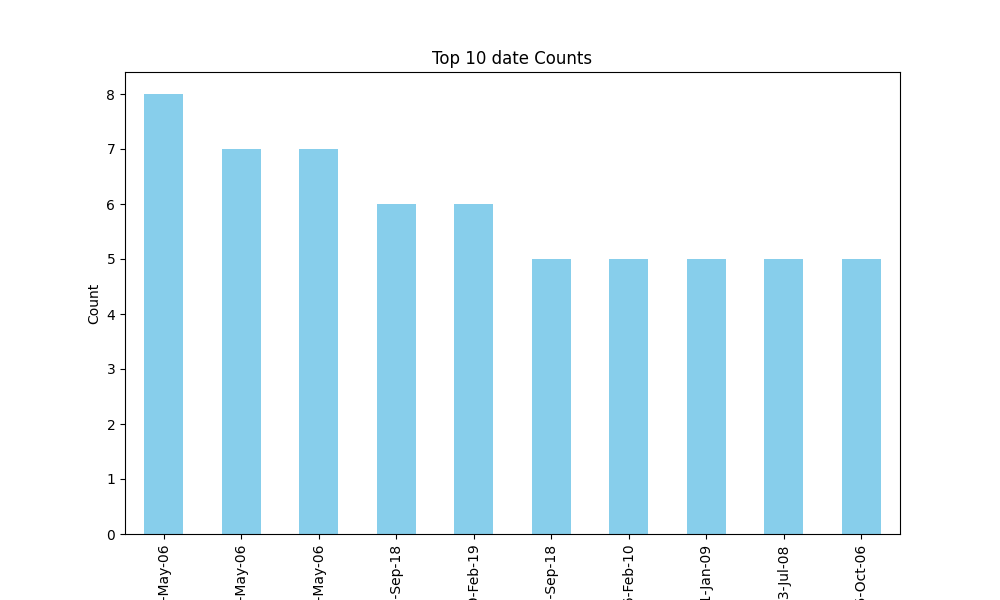 Top 10 date Counts
Count
8
7
6
5
4
3
2
1
0
-May-06
-May-06
-May-06
-Sep-18
-Feb-19
-Sep-18
-Feb-10
-Jan-09
3-Jul-08
-Oct-06